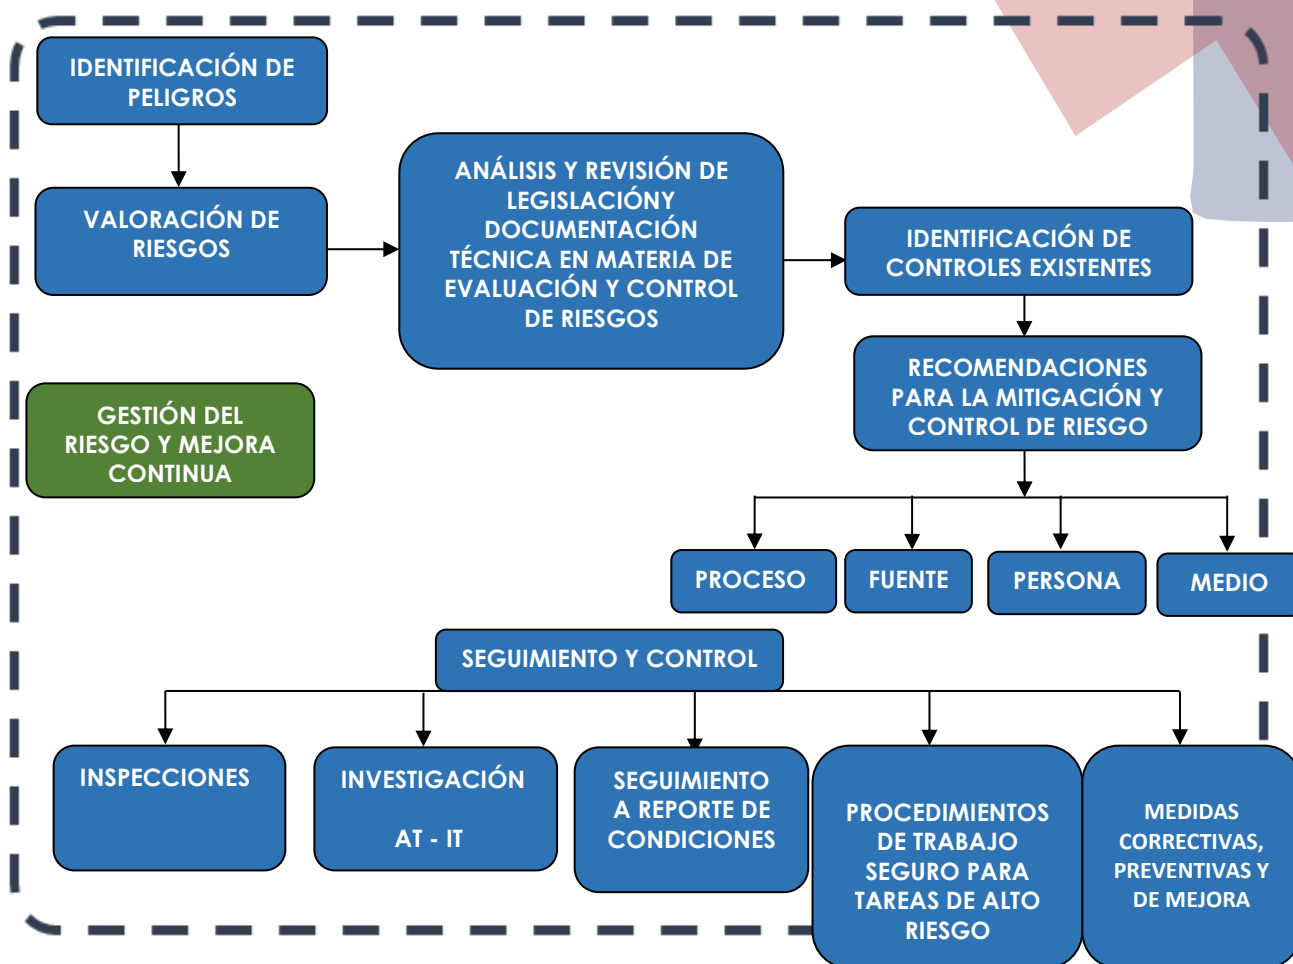 IDENTIFICACIÓN DE
PELIGROS
VALORACIÓN DE
RIESGOS
ANÁLISIS Y REVISIÓN DE
LEGISLACIÓNY
DOCUMENTACIÓN
TÉCNICA EN MATERIA DE
EVALUACIÓN Y CONTROL
DE RIESGOS
IDENTIFICACIÓN DE
CONTROLES EXISTENTES
RECOMENDACIONES
PARA LA MITIGACIÓN Y
CONTROL DE RIESGO
GESTIÓN DEL
RIESGO Y MEJORA
CONTINUA
PROCESO
FUENTE
PERSONA
MEDIO
SEGUIMIENTO Y CONTROL
INSPECCIONES
INVESTIGACIÓN
AT - IT
SEGUIMIENTO
A REPORTE DE
CONDICIONES
PROCEDIMIENTOS
DE TRABAJO
SEGURO PARA
TAREAS DE ALTO
RIESGO
MEDIDAS
CORRECTIVAS,
PREVENTIVAS Y
DE MEJORA